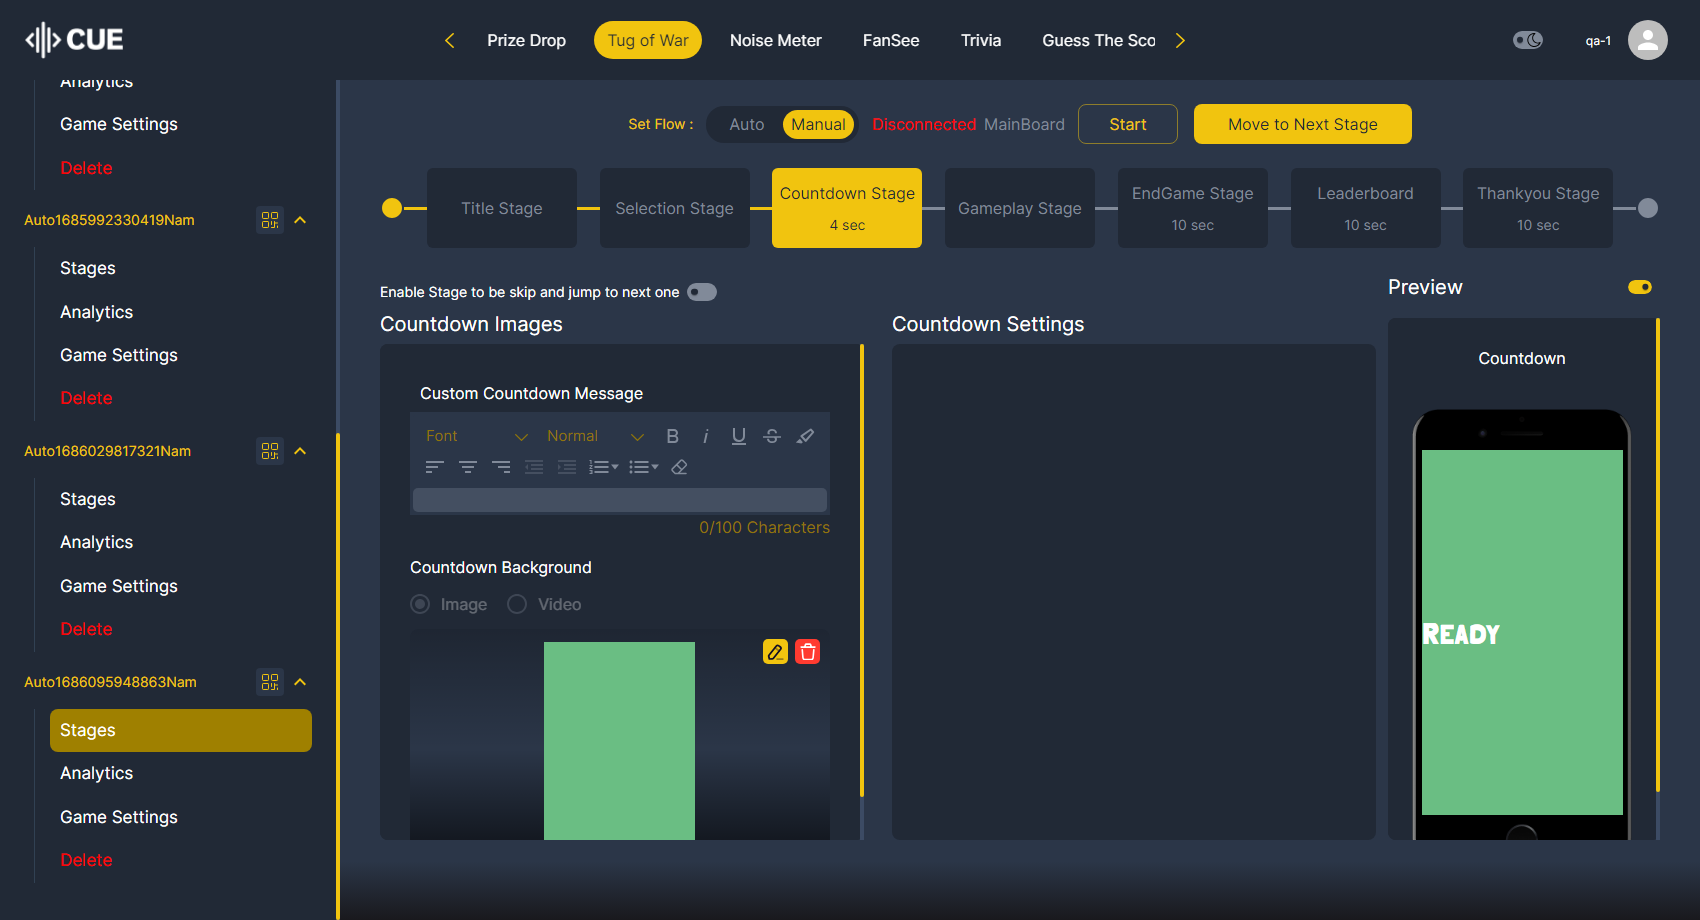 CUE
Prize Drop
Tug of War
Noise Meter
FanSee
Trivia
Guess The Sco
qa-1
Analytics
Game Settings
Delete
Auto1685992330419Nam
Stages
Analytics
Game Settings
Delete
Auto1686029817321Nam
Stages
Analytics
Game Settings
Delete
Auto1686095948863Nam
Stages
Analytics
Game Settings
Delete
Set Flow :
Auto
Manual
Disconnected MainBoard
Start
Move to Next Stage
Title Stage
Selection Stage
Countdown Stage
4 sec
Gameplay Stage
EndGame Stage
10 sec
Leaderboard
10 sec
Thankyou Stage
10 sec
Enable Stage to be skip and jump to next one
Countdown Images
Custom Countdown Message
Font
Normal
B i U S
0/100 Characters
Countdown Background
Image
Video
Countdown Settings
Preview
Countdown
READY